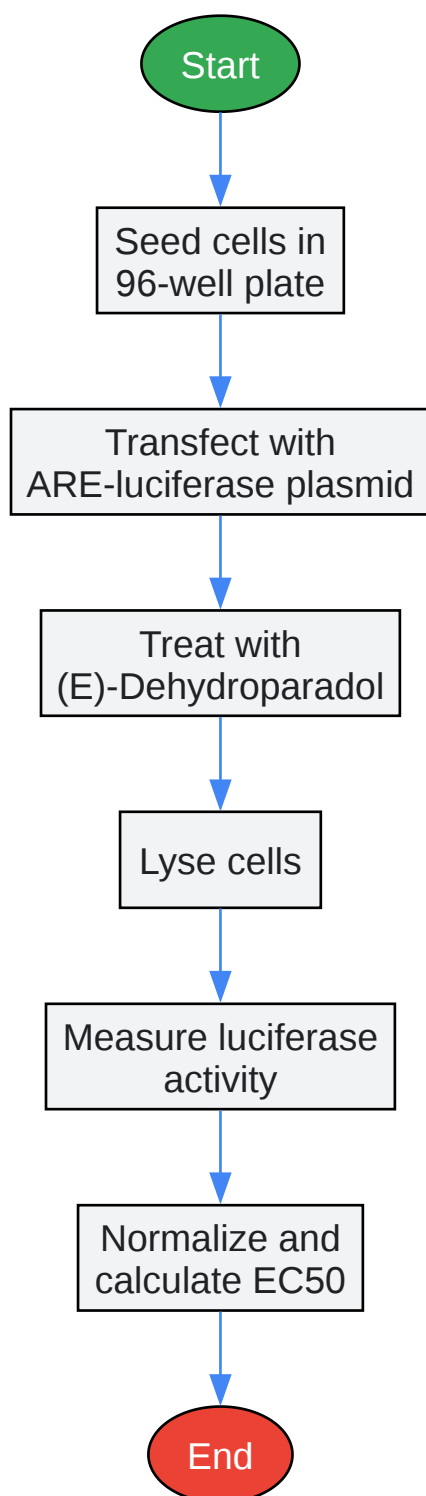 Start
Seed cells in
96-well plate
Transfect with
ARE-luciferase plasmid
Treat with
(E)-Dehydroparadol
Lyse cells
Measure luciferase
activity
Normalize and
calculate EC50
End